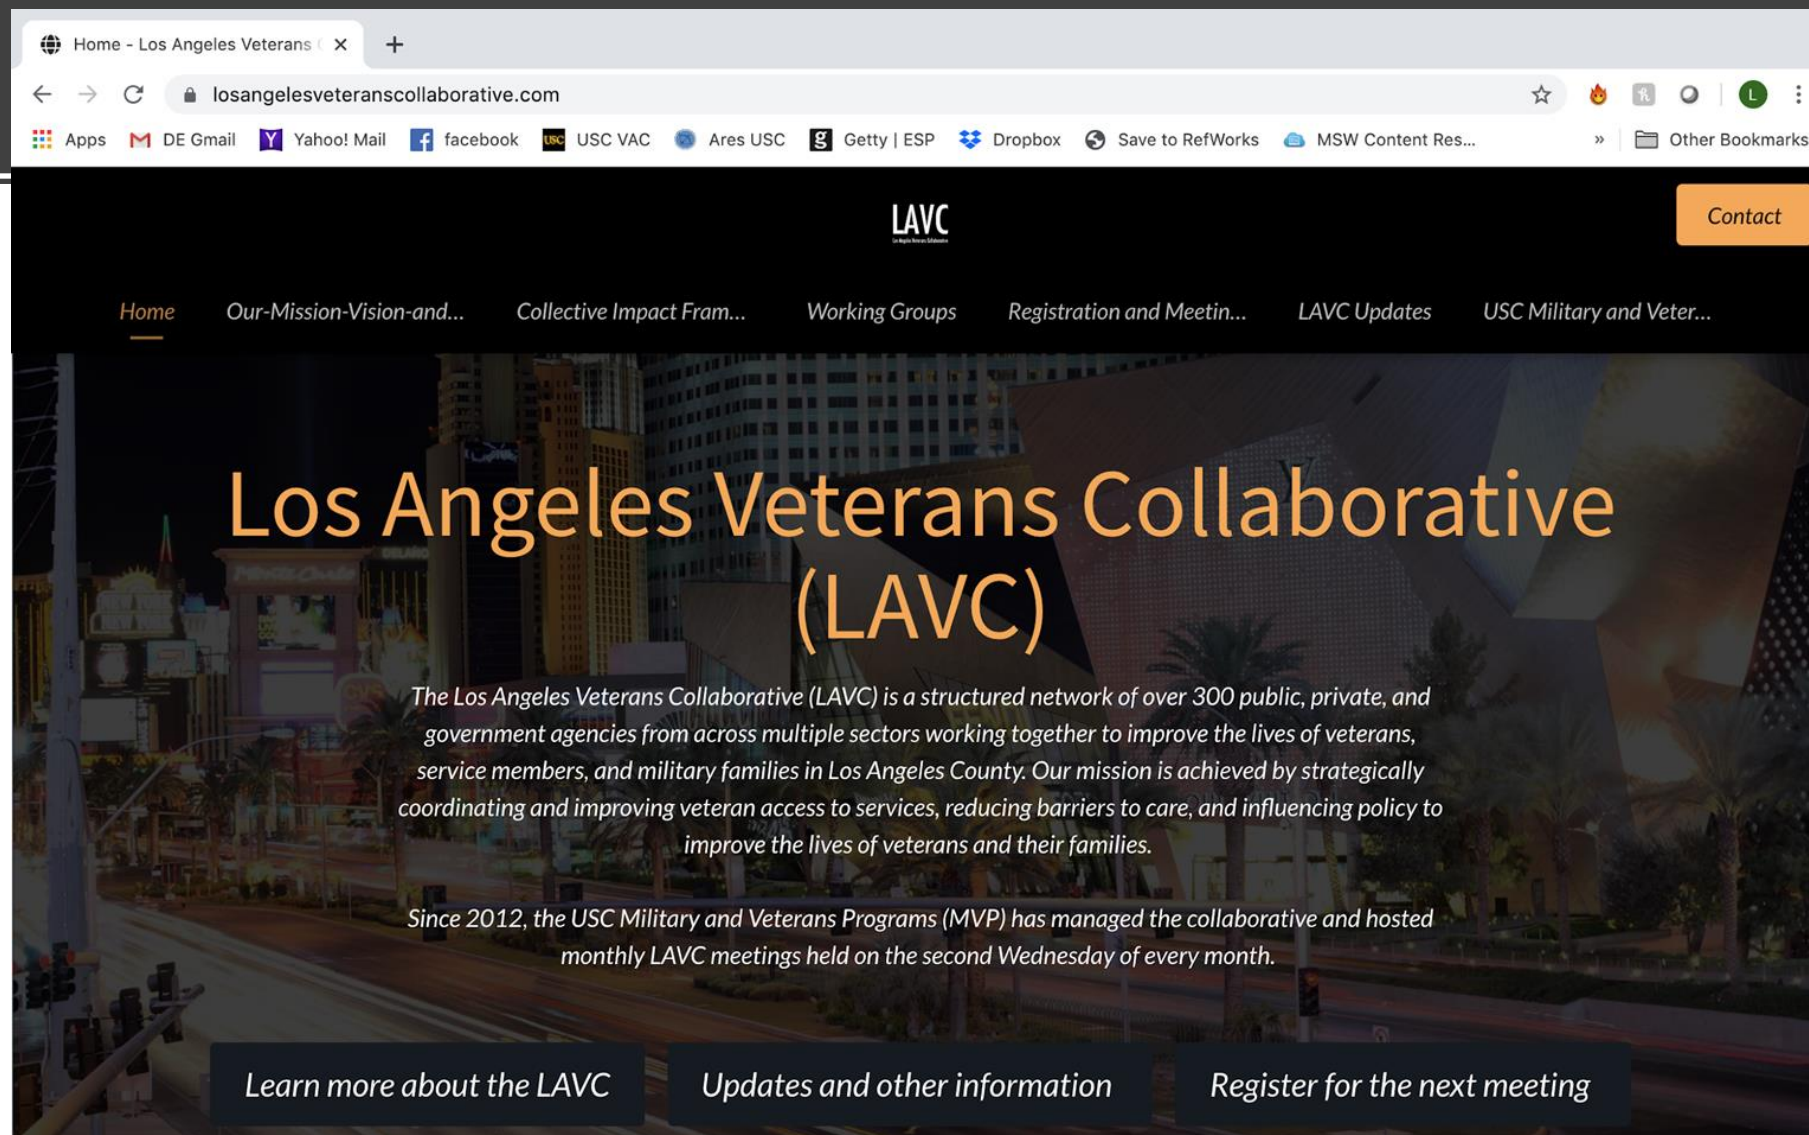 Home - Los Angeles Veterans
losangelesveteranscollaborative.com
L
Apps DE Gmail Yahoo! Mail facebook USC USC VAC Ares USC g Getty | ESP Dropbox Save to RefWorks MSW Content Res... » Other Bookmarks
LAVC
Los Angeles Veterans Collaborative
Contact
Home Our-Mission-Vision-and... Collective Impact Fram... Working Groups Registration and Meetin... LAVC Updates USC Military and Veter...
Los Angeles Veterans Collaborative
(LAVC)
The Los Angeles Veterans Collaborative (LAVC) is a structured network of over 300 public, private, and
government agencies from across multiple sectors working together to improve the lives of veterans,
service members, and military families in Los Angeles County. Our mission is achieved by strategically
coordinating and improving veteran access to services, reducing barriers to care, and influencing policy to
improve the lives of veterans and their families.
Since 2012, the USC Military and Veterans Programs (MVP) has managed the collaborative and hosted
monthly LAVC meetings held on the second Wednesday of every month.
Learn more about the LAVC Updates and other information Register for the next meeting
DELANO
CVS